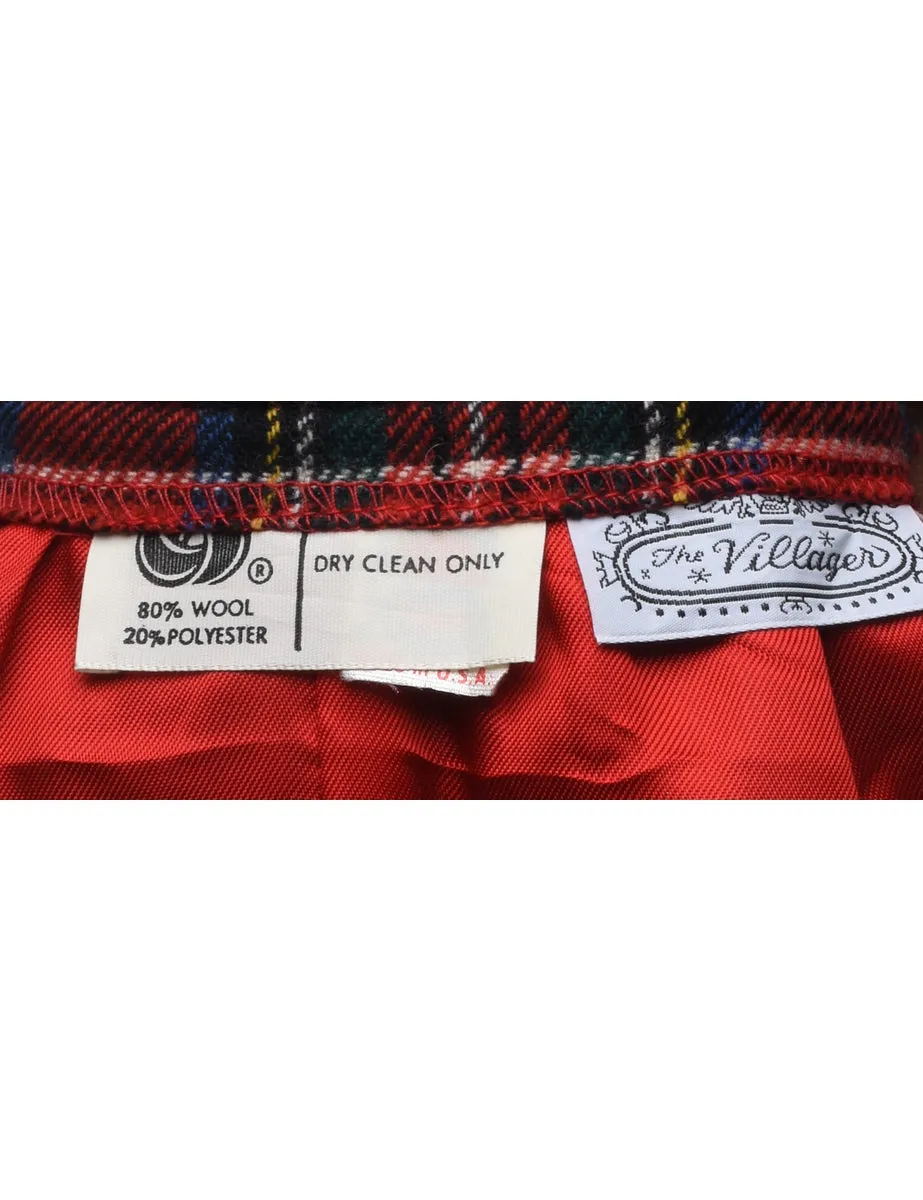 ®
80% WOOL
20% POLYESTER
DRY CLEAN ONLY
U.S.A.
The Villager